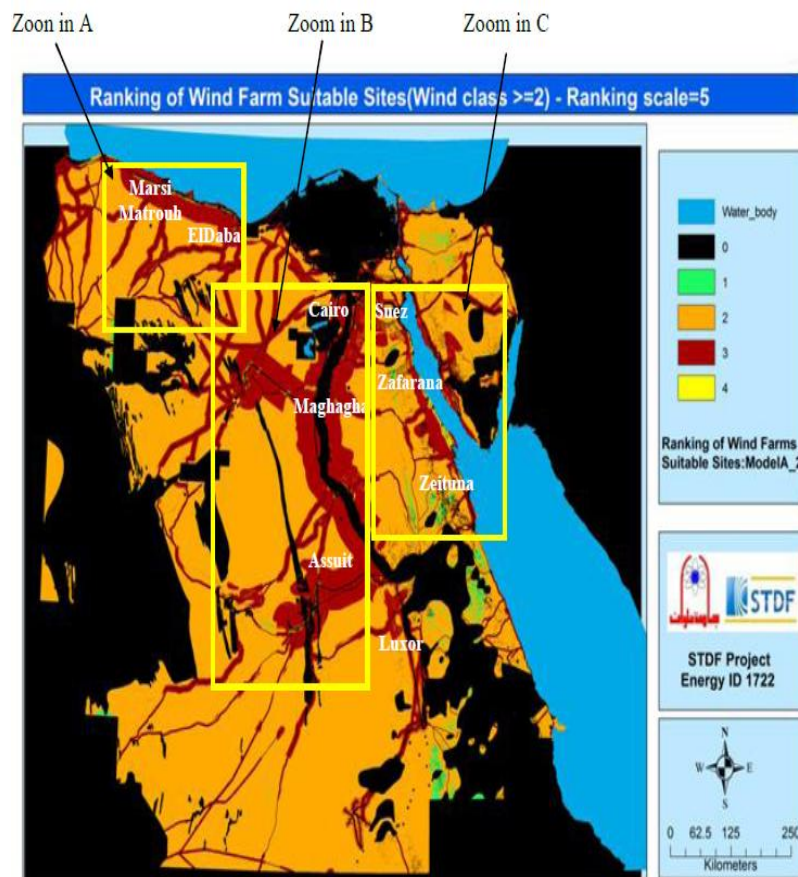 Zoon in A
Zoom in B
Zoom in C
Ranking of Wind Farm Suitable Sites(Wind class >=2) - Ranking scale=5
Marsi
Matrouh
ElDaba
Cairo
Suez
Zafarana
Maghagha
Zeituna
Assuit
Luxor
Water_body
0
1
2
3
4
Ranking of Wind Farms
Suitable Sites:ModelA_2
STDF
STDF Project
Energy ID 1722
N
W E
S
0 62.5 125 250
Kilometers